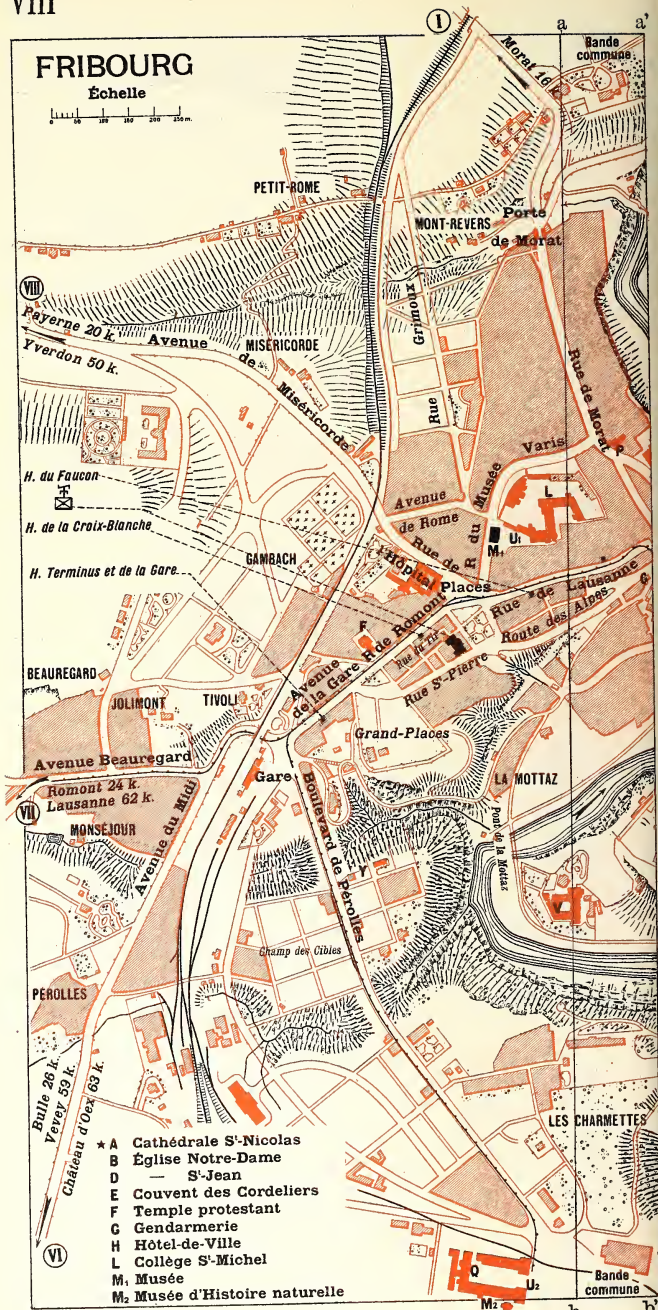 VIII
FRIBOURG
Échelle
0 50 100 150 200 250 m.
I
a
a'
Morat 16 k.
Bande
commune
PETIT-ROME
MONT-REVERS
Porte
de Morat
VIII
Payerne 20 k.
Yverdon 50 k.
Avenue
de
Miséricorde
MISÉRICORDE
Rue Grimoux
Rue de Morat
Varis
R. du Musée
L
H. du Faucon
H. de la Croix-Blanche
H. Terminus et de la Gare
Avenue
de Rome
Rue de
l'Hôpital
M1
U1
GAMBACH
Places
Rue de Lausanne
Route des Alpes
G
F
R. de Romont
Rue du Tir
Rue St-Pierre
Avenue
de la Gare
BEAUREGARD
JOLIMONT
TIVOLI
Grand-Places
Avenue Beauregard
Romont 24 k.
Lausanne 62 k.
VII
Gare
LA MOTTAZ
Pont de la Mottaz
MONSÉJOUR
Avenue du Midi
Boulevard de Pérolles
Y
V
Champ des Cibles
PÉROLLES
Bulle 26 k.
Vevey 59 k.
Château d'Oex 63 k.
VI
LES CHARMETTES
★A Cathédrale St-Nicolas
B Église Notre-Dame
D — St-Jean
E Couvent des Cordeliers
F Temple protestant
G Gendarmerie
H Hôtel-de-Ville
L Collège St-Michel
M1 Musée
M2 Musée d'Histoire naturelle
Q
U2
M2
Bande
commune